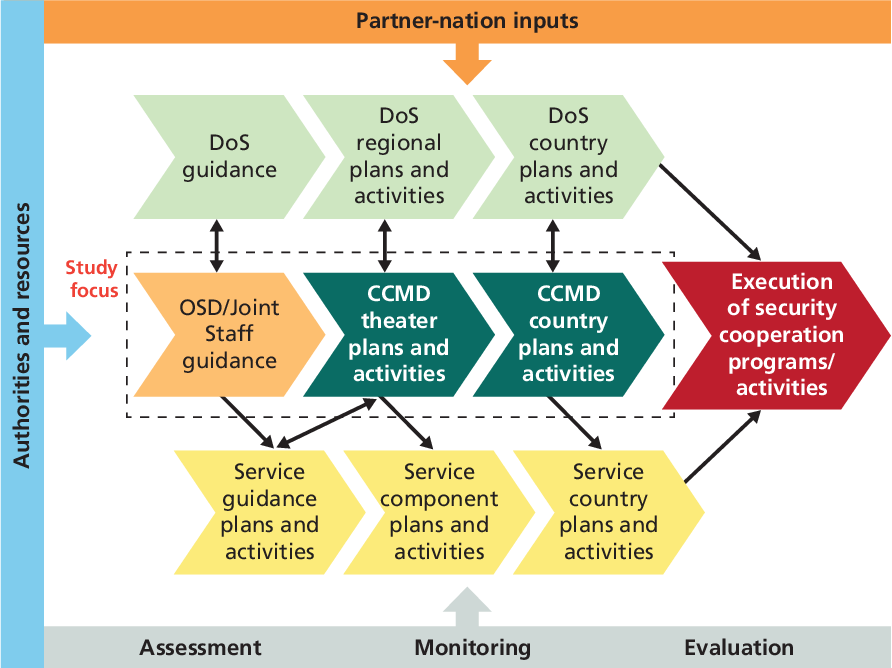 Partner-nation inputs
Authorities and resources
DoS
guidance
DoS
regional
plans and
activities
DoS
country
plans and
activities
Study
focus
OSD/Joint
Staff
guidance
CCMD
theater
plans and
activities
CCMD
country
plans and
activities
Execution
of security
cooperation
programs/
activities
Service
guidance
plans and
activities
Service
component
plans and
activities
Service
country
plans and
activities
Assessment
Monitoring
Evaluation